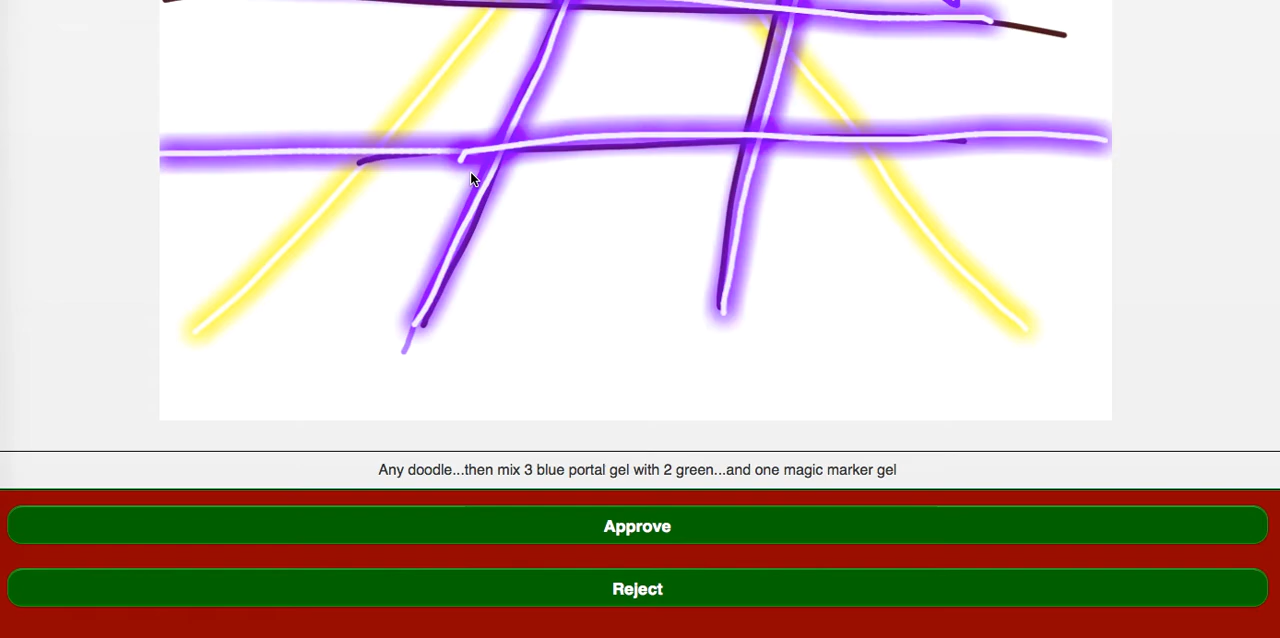 Any doodle...then mix 3 blue portal gel with 2 green...and one magic marker gel
Approve
Reject